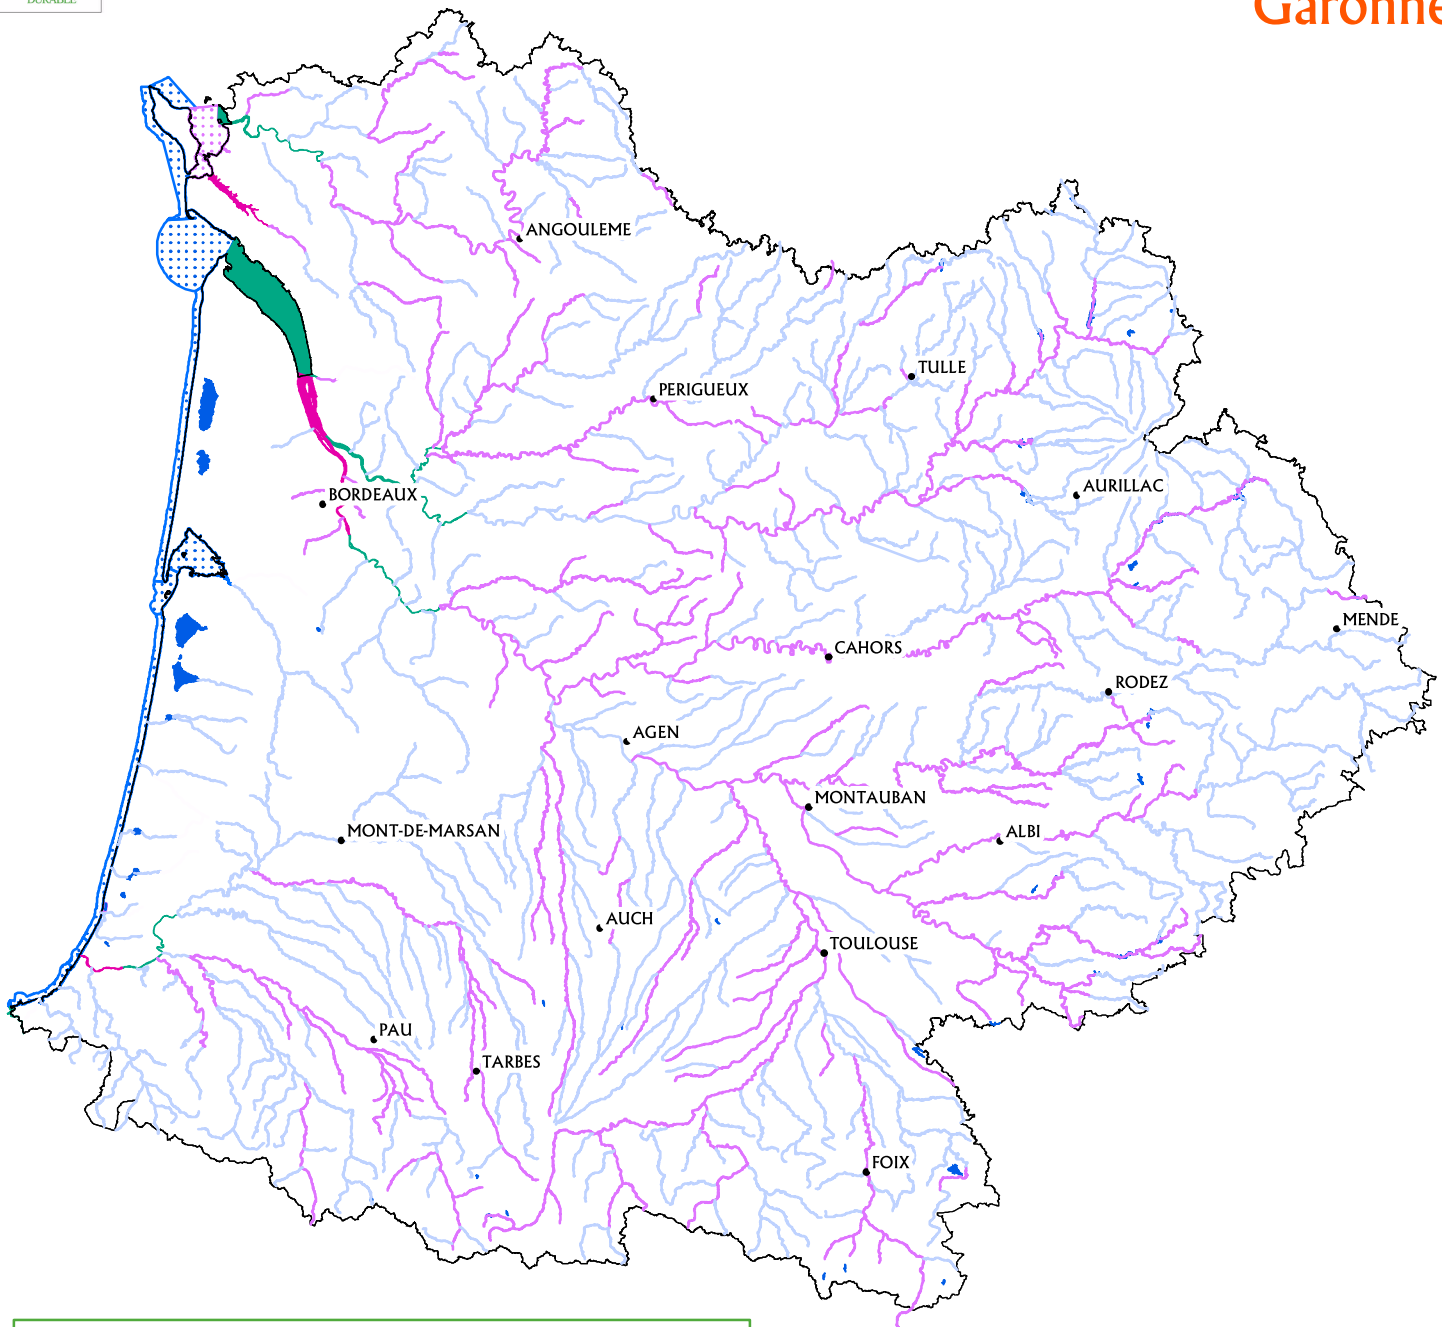 DURABLE
Garonne
ANGOULEME
TULLE
PERIGUEUX
AURILLAC
BORDEAUX
MENDE
CAHORS
RODEZ
AGEN
MONTAUBAN
MONT-DE-MARSAN
ALBI
AUCH
TOULOUSE
PAU
TARBES
FOIX